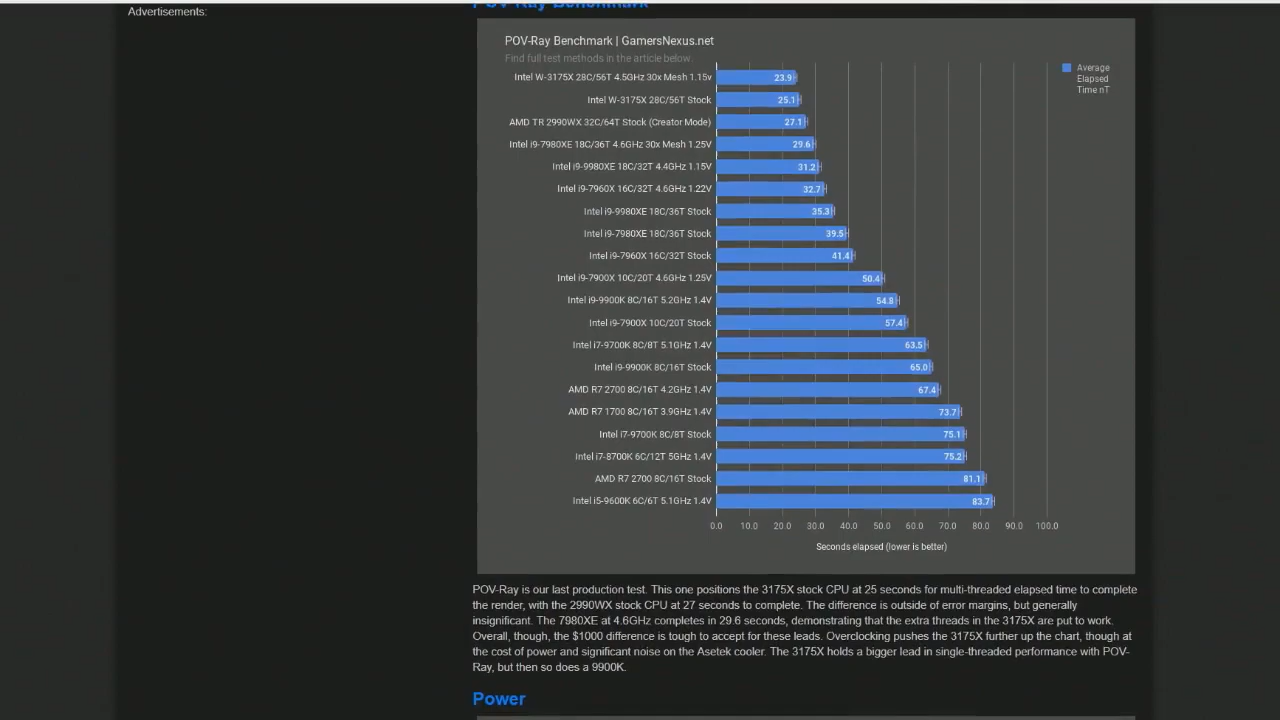 Advertisements:
POV-Ray Benchmark
POV-Ray Benchmark | GamersNexus.net
Find full test methods in the article below.
Average
Elapsed
Time nT
Intel W-3175X 28C/56T 4.5GHz 30x Mesh 1.15v 23.9
Intel W-3175X 28C/56T Stock 25.1
AMD TR 2990WX 32C/64T Stock (Creator Mode) 27.1
Intel i9-7980XE 18C/36T 4.6GHz 30x Mesh 1.25V 29.6
Intel i9-9980XE 18C/32T 4.4GHz 1.15V 31.2
Intel i9-7960X 16C/32T 4.6GHz 1.22V 32.7
Intel i9-9980XE 18C/36T Stock 35.3
Intel i9-7980XE 18C/36T Stock 39.5
Intel i9-7960X 16C/32T Stock 41.4
Intel i9-7900X 10C/20T 4.6GHz 1.25V 50.4
Intel i9-9900K 8C/16T 5.2GHz 1.4V 54.8
Intel i9-7900X 10C/20T Stock 57.4
Intel i7-9700K 8C/8T 5.1GHz 1.4V 63.5
Intel i9-9900K 8C/16T Stock 65.0
AMD R7 2700 8C/16T 4.2GHz 1.4V 67.4
AMD R7 1700 8C/16T 3.9GHz 1.4V 73.7
Intel i7-9700K 8C/8T Stock 75.1
Intel i7-8700K 6C/12T 5GHz 1.4V 75.2
AMD R7 2700 8C/16T Stock 81.1
Intel i5-9600K 6C/6T 5.1GHz 1.4V 83.7
0.0 10.0 20.0 30.0 40.0 50.0 60.0 70.0 80.0 90.0 100.0
Seconds elapsed (lower is better)
POV-Ray is our last production test. This one positions the 3175X stock CPU at 25 seconds for multi-threaded elapsed time to complete
the render, with the 2990WX stock CPU at 27 seconds to complete. The difference is outside of error margins, but generally
insignificant. The 7980XE at 4.6GHz completes in 29.6 seconds, demonstrating that the extra threads in the 3175X are put to work.
Overall, though, the $1000 difference is tough to accept for these leads. Overclocking pushes the 3175X further up the chart, though at
the cost of power and significant noise on the Asetek cooler. The 3175X holds a bigger lead in single-threaded performance with POV-
Ray, but then so does a 9900K.
Power